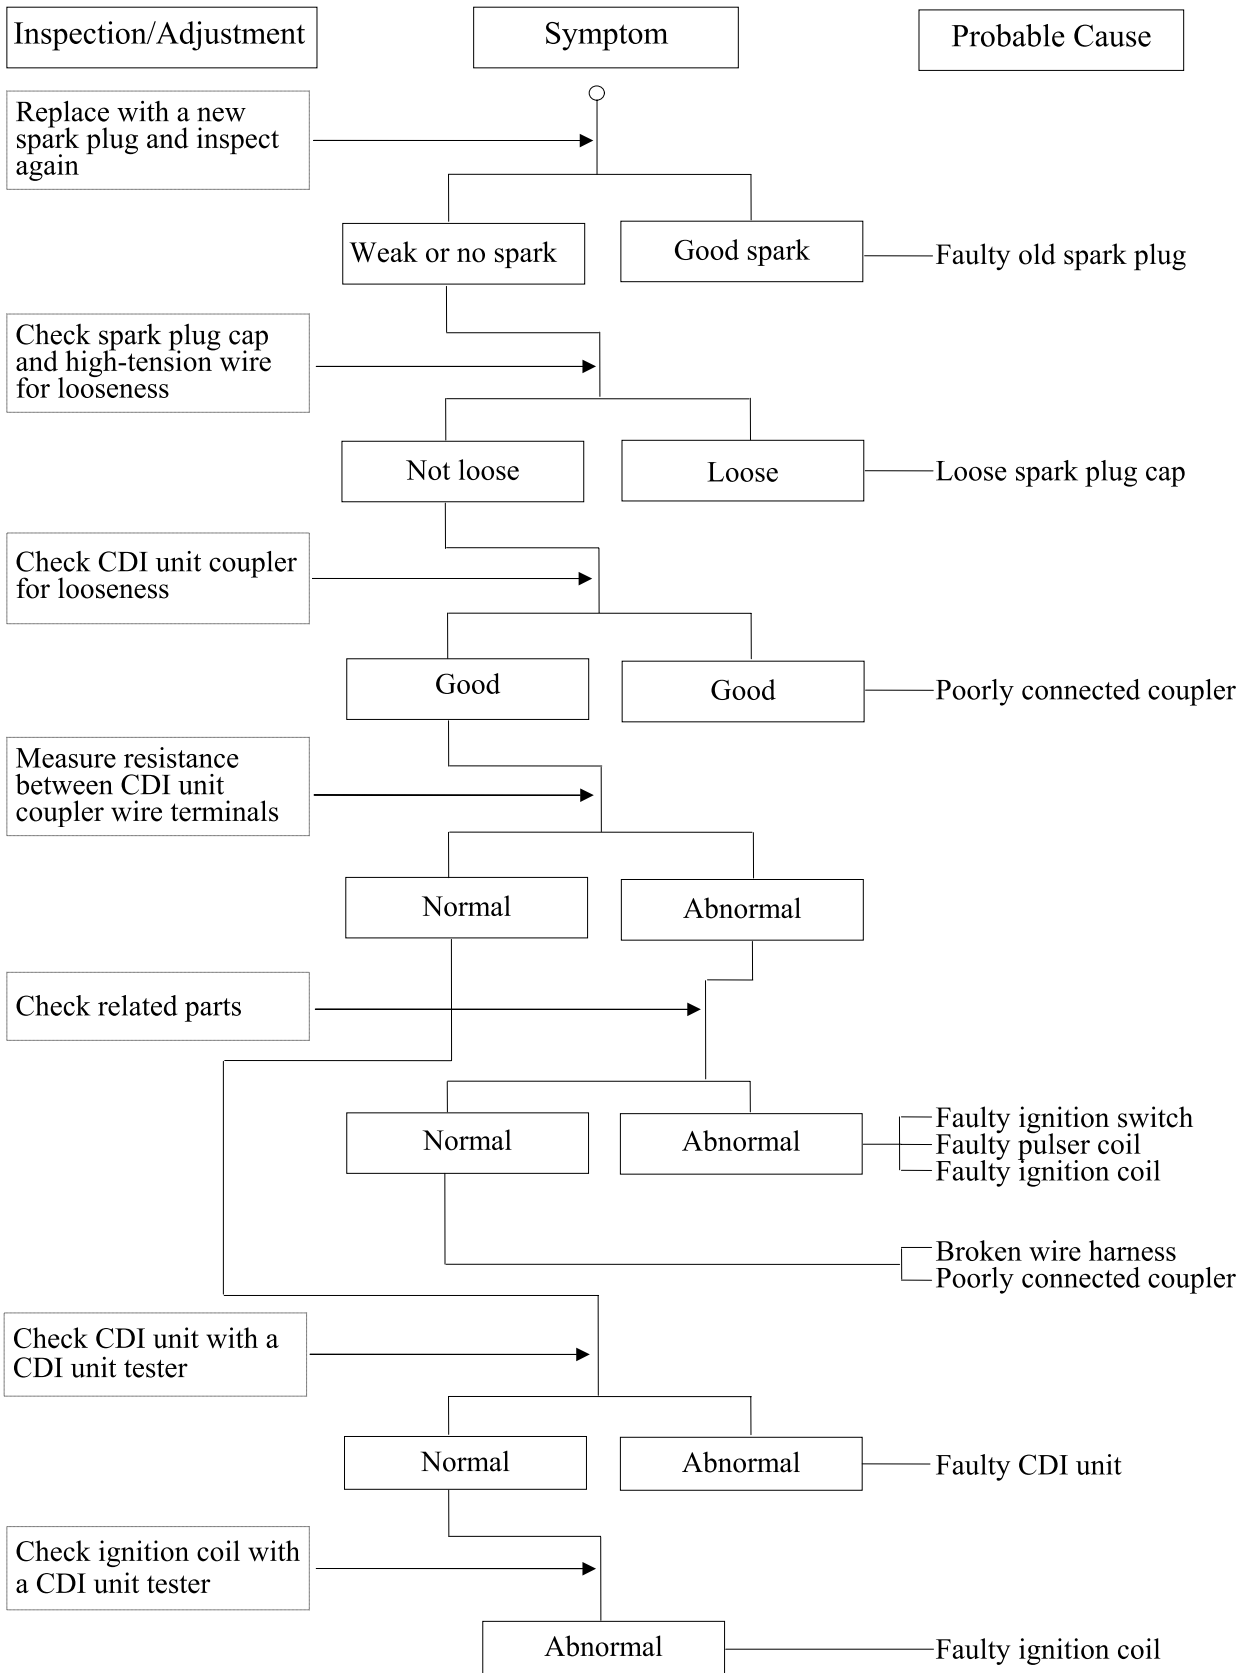 Inspection/Adjustment
Symptom
Probable Cause
Replace with a new
spark plug and inspect
again
Weak or no spark
Good spark
Faulty old spark plug
Check spark plug cap
and high-tension wire
for looseness
Not loose
Loose
Loose spark plug cap
Check CDI unit coupler
for looseness
Good
Good
Poorly connected coupler
Measure resistance
between CDI unit
coupler wire terminals
Normal
Abnormal
Check related parts
Normal
Abnormal
Faulty ignition switch
Faulty pulser coil
Faulty ignition coil
Broken wire harness
Poorly connected coupler
Check CDI unit with a
CDI unit tester
Normal
Abnormal
Faulty CDI unit
Check ignition coil with
a CDI unit tester
Abnormal
Faulty ignition coil